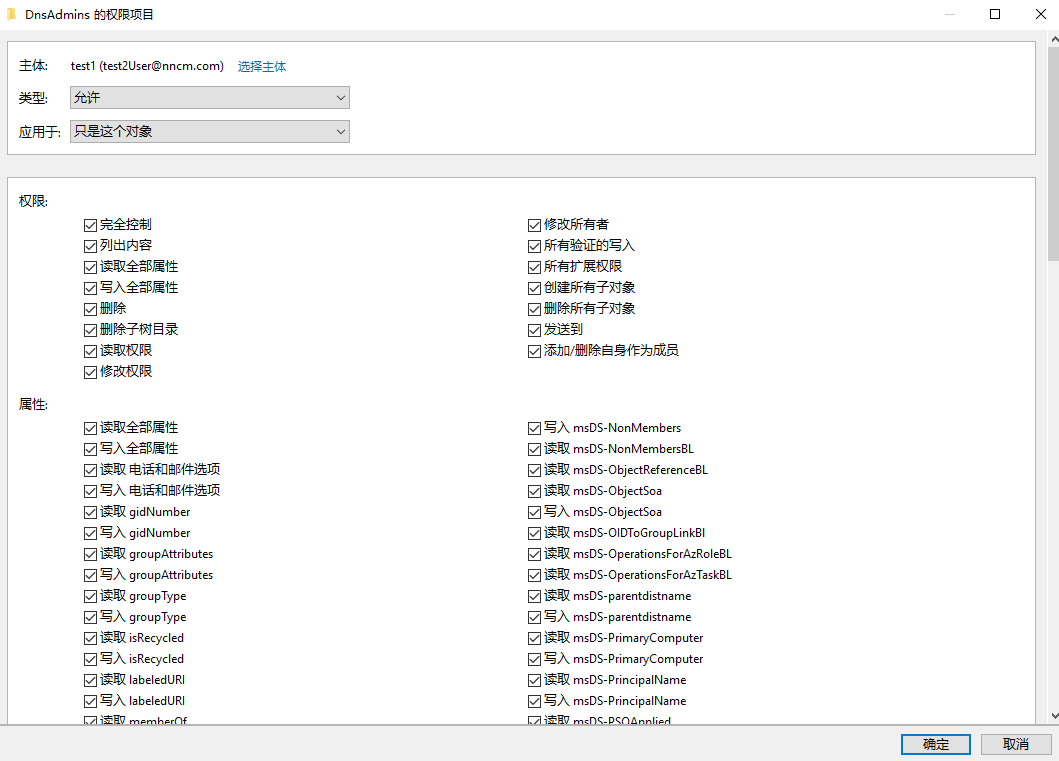 DnsAdmins 的权限项目
主体: test1 (test2User@nncm.com) 选择主体
类型: 允许
应用于: 只是这个对象
权限:
完全控制 修改所有者
列出内容 所有验证的写入
读取全部属性 所有扩展权限
写入全部属性 创建所有子对象
删除 删除所有子对象
删除子树目录 发送到
读取权限 添加/删除自身作为成员
修改权限
属性:
读取全部属性 写入 msDS-NonMembers
写入全部属性 读取 msDS-NonMembersBL
读取 电话和邮件选项 读取 msDS-ObjectReferenceBL
写入 电话和邮件选项 读取 msDS-ObjectSoa
读取 gidNumber 写入 msDS-ObjectSoa
写入 gidNumber 读取 msDS-OIDToGroupLinkBl
读取 groupAttributes 读取 msDS-OperationsForAzRoleBL
写入 groupAttributes 读取 msDS-OperationsForAzTaskBL
读取 groupType 读取 msDS-parentdistname
写入 groupType 写入 msDS-parentdistname
读取 isRecycled 读取 msDS-PrimaryComputer
写入 isRecycled 写入 msDS-PrimaryComputer
读取 labeledURI 读取 msDS-PrincipalName
写入 labeledURI 写入 msDS-PrincipalName
读取 memberOf 读取 msDS-PSOApplied
确定 取消